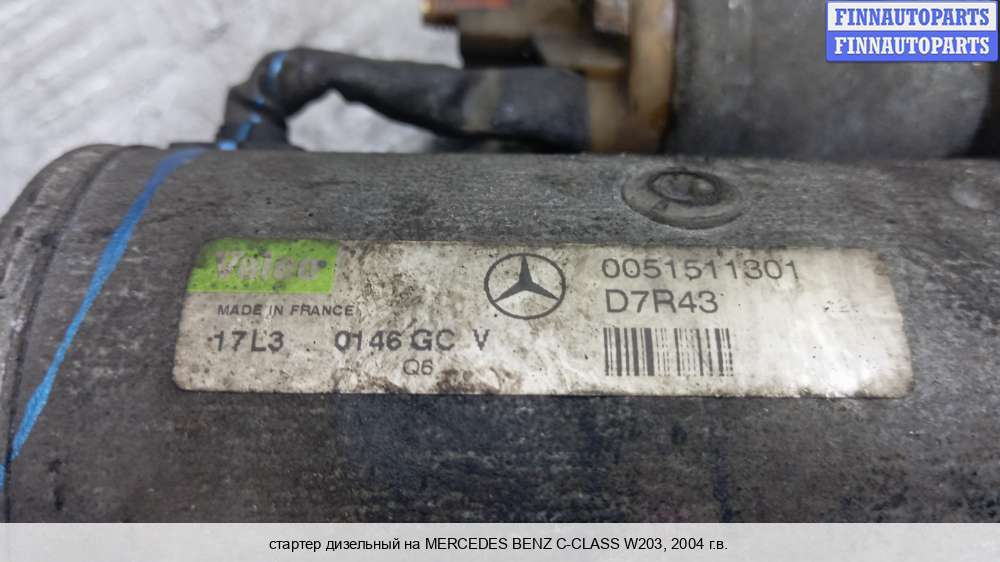 FINNAUTOPARTS
FINNAUTOPARTS
Valeo
0051511301
MADE IN FRANCE
D7R43
17L3 0146 GC V
Q6
стартер дизельный на MERCEDES BENZ C-CLASS W203, 2004 г.в.